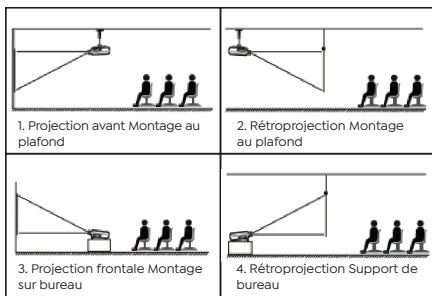 1. Projection avant Montage au
plafond
2. Rétroprojection Montage
au plafond
3. Projection frontale Montage
sur bureau
4. Rétroprojection Support de
bureau